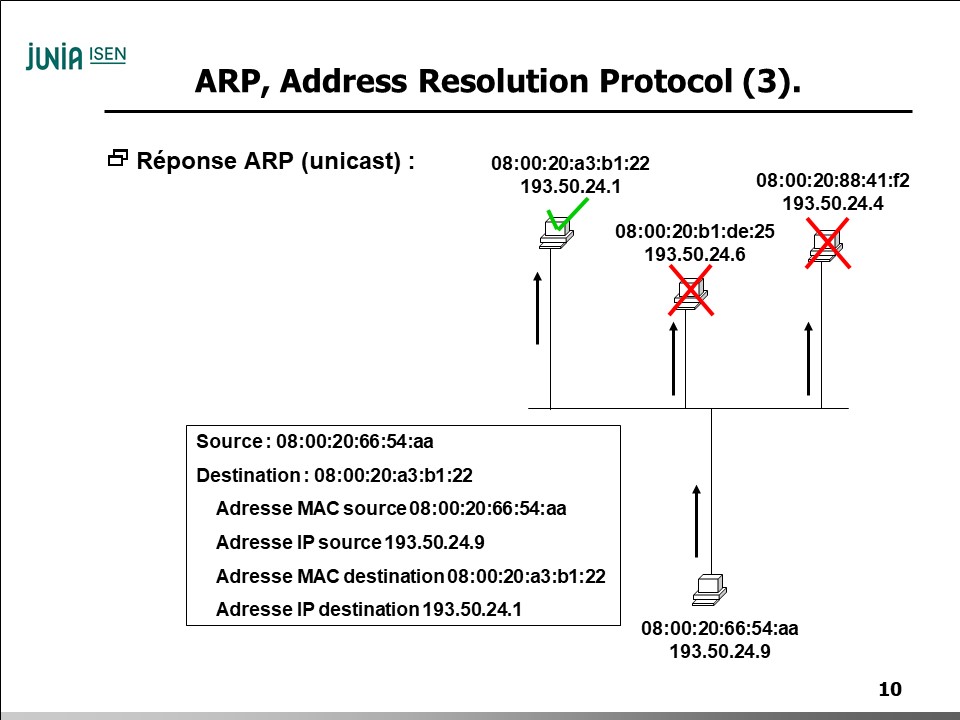 JUNIA ISEN
ARP, Address Resolution Protocol (3).
Réponse ARP (unicast) :
08:00:20:a3:b1:22
193.50.24.1
08:00:20:88:41:f2
193.50.24.4
08:00:20:b1:de:25
193.50.24.6
Source : 08:00:20:66:54:aa
Destination : 08:00:20:a3:b1:22
Adresse MAC source 08:00:20:66:54:aa
Adresse IP source 193.50.24.9
Adresse MAC destination 08:00:20:a3:b1:22
Adresse IP destination 193.50.24.1
08:00:20:66:54:aa
193.50.24.9
10